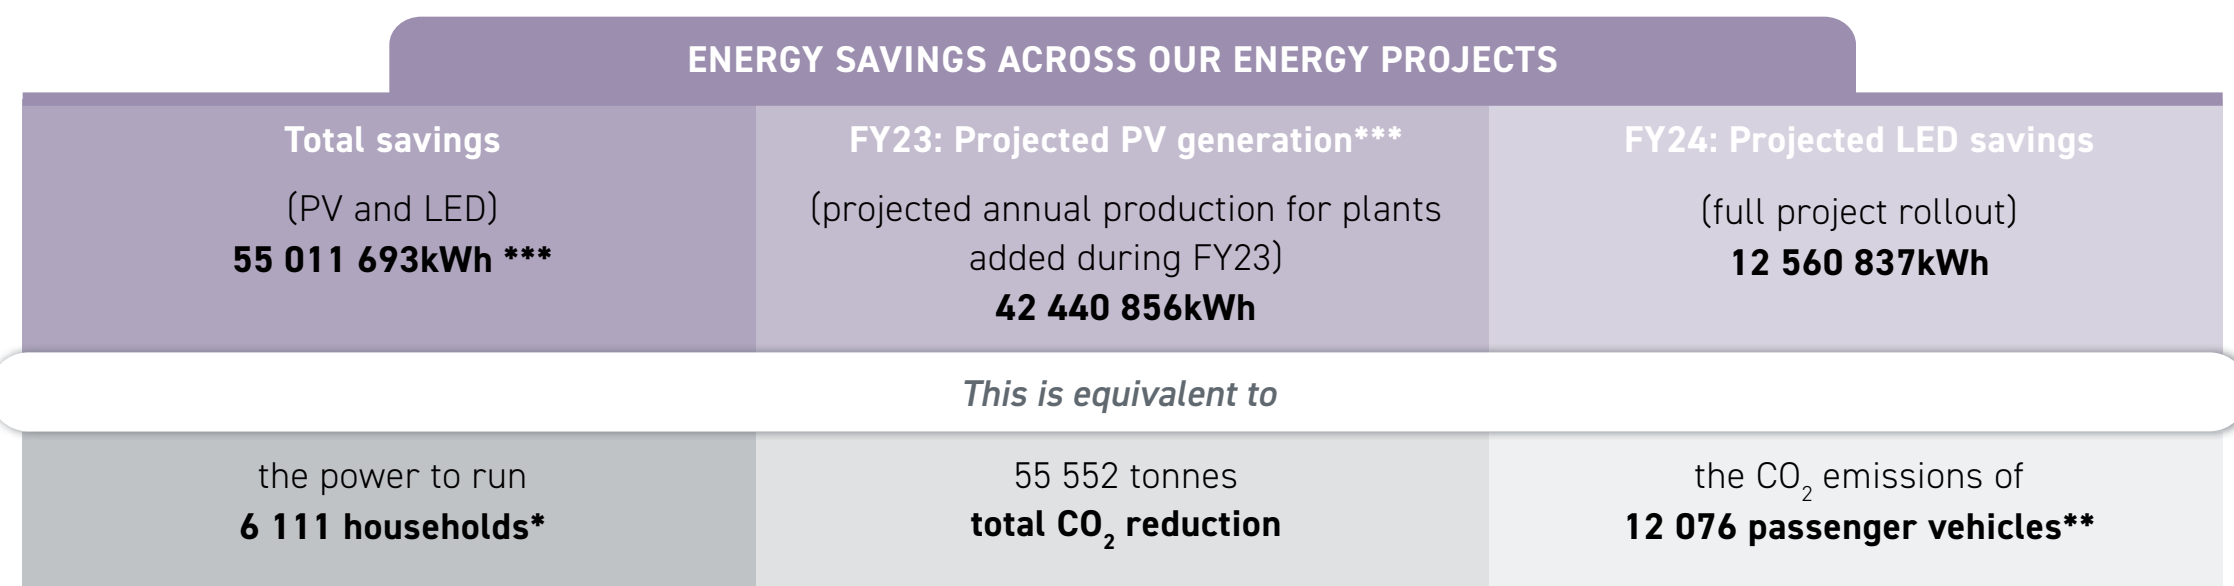 ENERGY SAVINGS ACROSS OUR ENERGY PROJECTS
Total savings
(PV and LED)
55 011 693kWh ***
FY23: Projected PV generation***
(projected annual production for plants
added during FY23)
42 440 856kWh
FY24: Projected LED savings
(full project rollout)
12 560 837kWh
This is equivalent to
the power to run
6 111 households*
55 552 tonnes
total CO₂ reduction
the CO₂ emissions of
12 076 passenger vehicles**